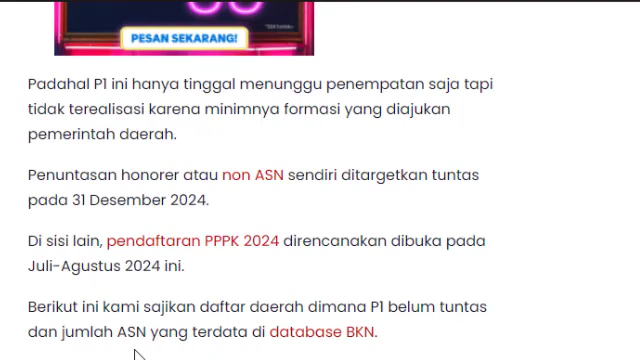 PESAN SEKARANG!
Padahal P1 ini hanya tinggal menunggu penempatan saja tapi
tidak terealisasi karena minimnya formasi yang diajukan
pemerintah daerah.
Penuntasan honorer atau non ASN sendiri ditargetkan tuntas
pada 31 Desember 2024.
Di sisi lain, pendaftaran PPPK 2024 direncanakan dibuka pada
Juli-Agustus 2024 ini.
Berikut ini kami sajikan daftar daerah dimana P1 belum tuntas
dan jumlah ASN yang terdata di database BKN.